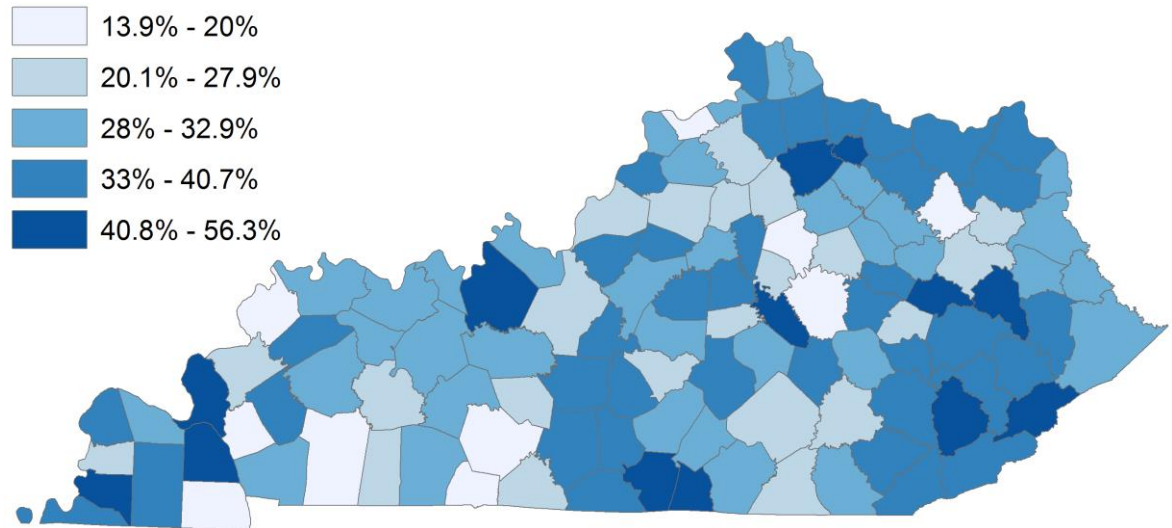 13.9% - 20%
20.1% - 27.9%
28% - 32.9%
33% - 40.7%
40.8% - 56.3%